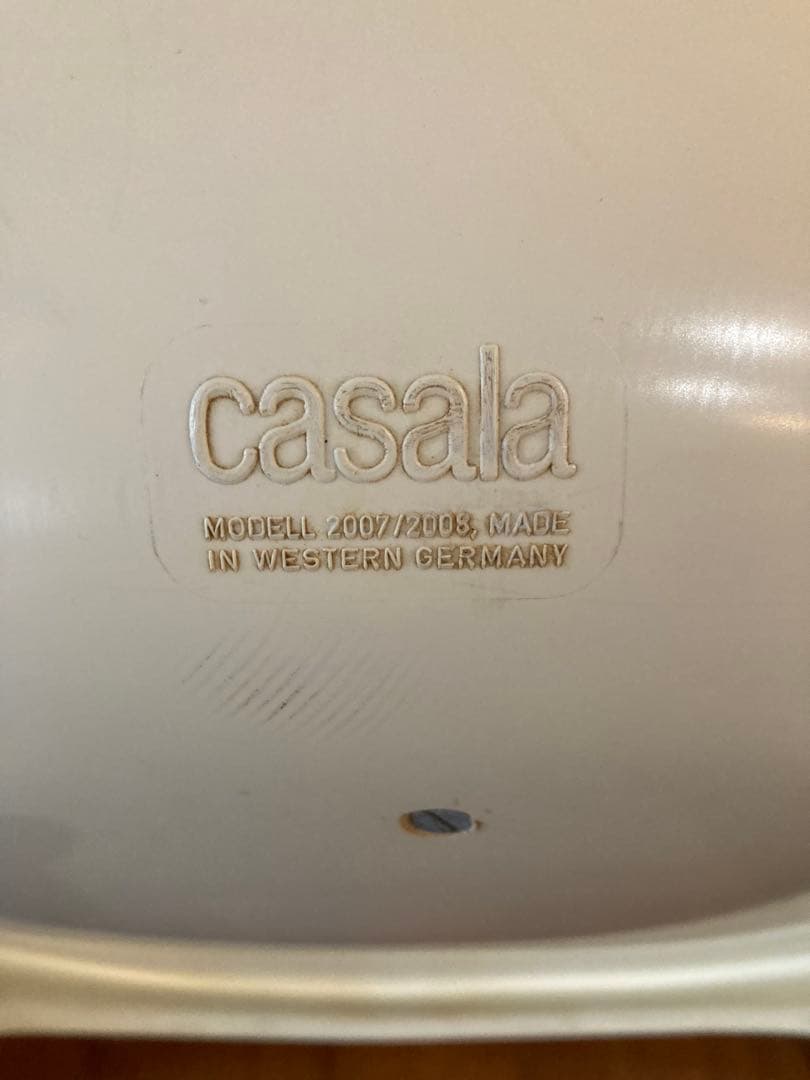 casala
MODELL 2007/2008, MADE
IN WESTERN GERMANY